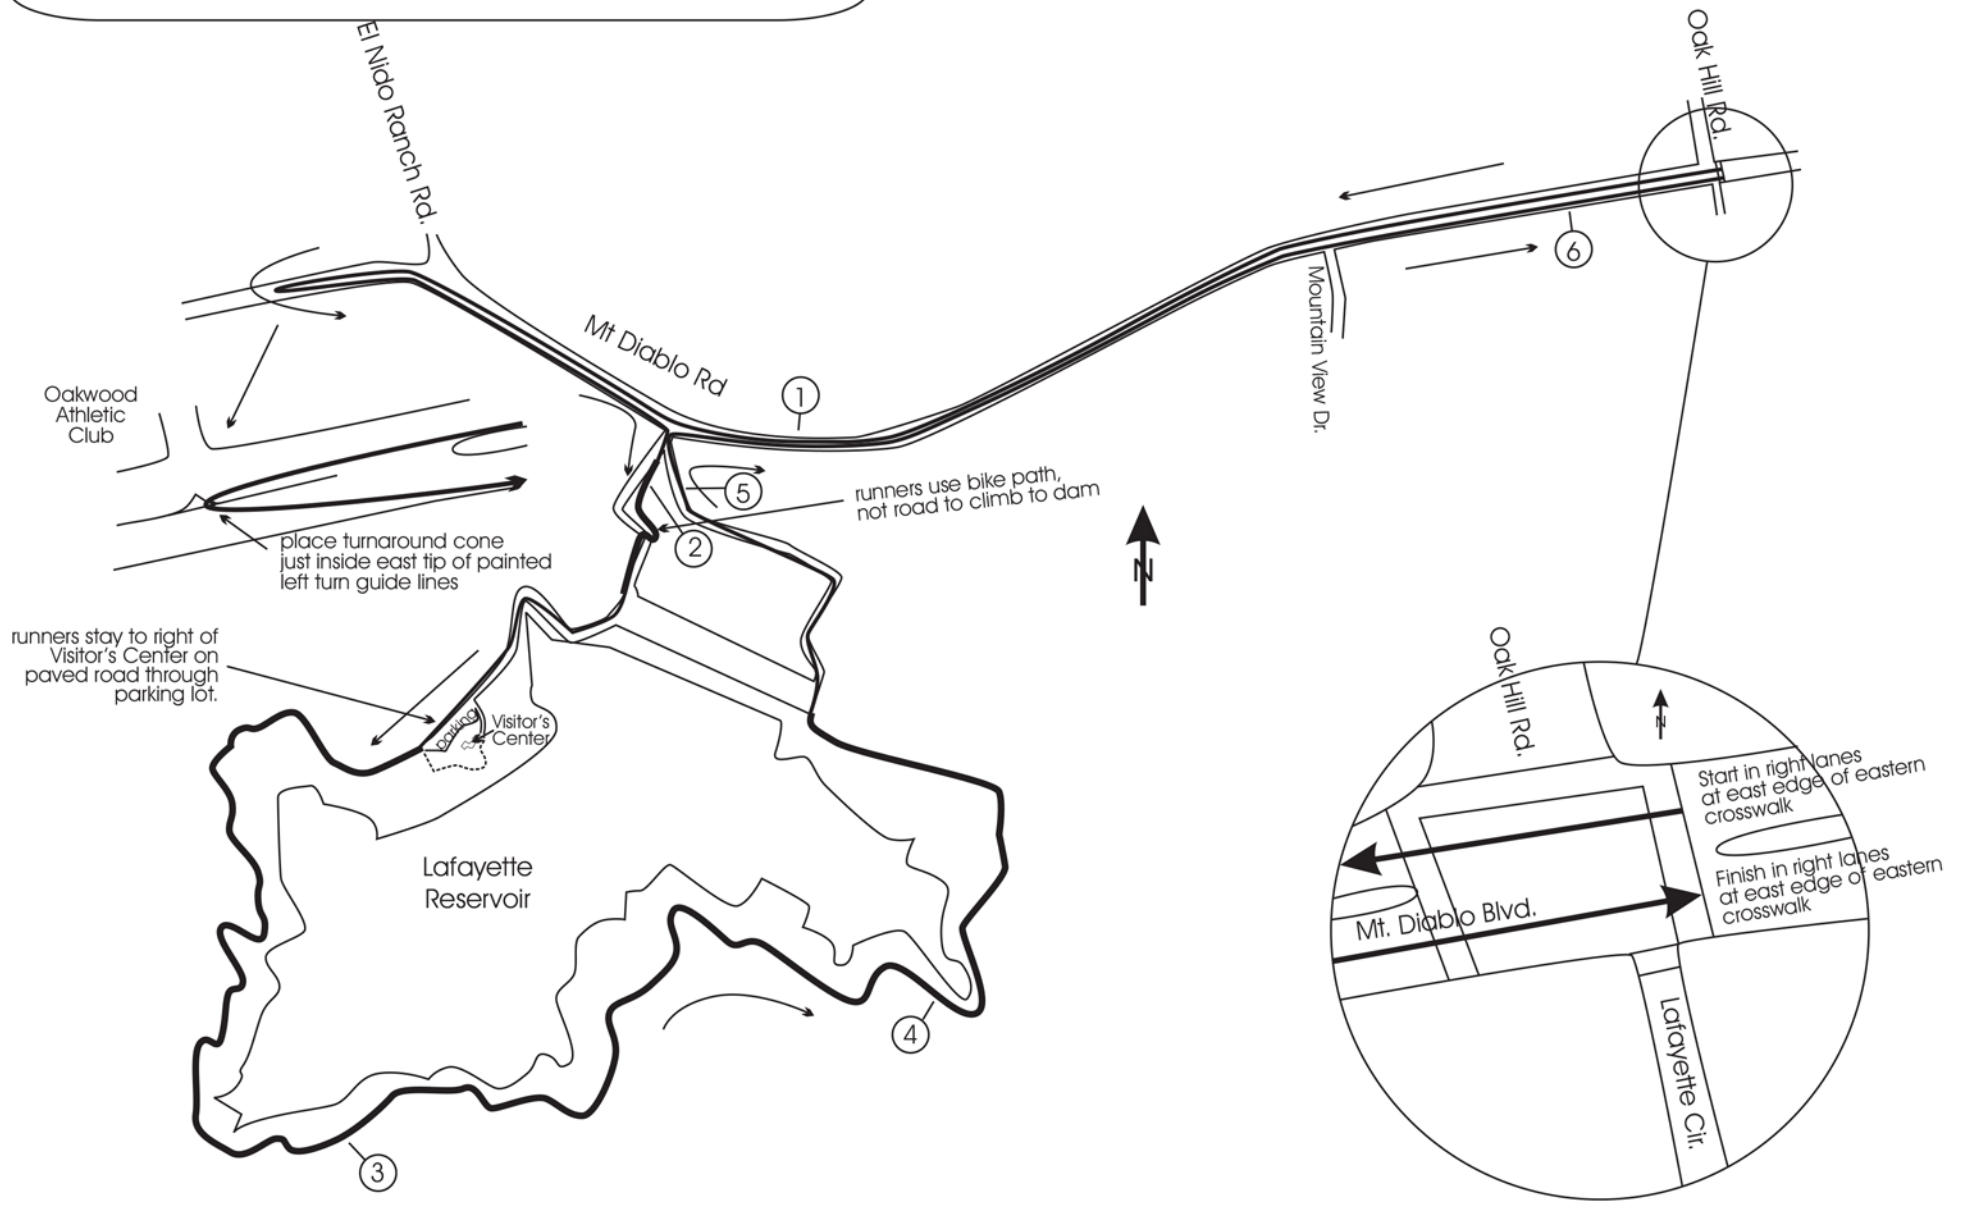 El Nido Ranch Rd.
Oak Hill Rd.
Mt Diablo Rd
1
6
Mountain View Dr.
Oakwood
Athletic
Club
5
runners use bike path,
not road to climb to dam
2
N
place turnaround cone
just inside east tip of painted
left turn guide lines
runners stay to right of
Visitor's Center on
paved road through
parking lot.
parking
Visitor's
Center
Lafayette
Reservoir
4
3
Oak Hill Rd.
N
Start in right lanes
at east edge of eastern
crosswalk
Finish in right lanes
at east edge of eastern
crosswalk
Mt. Diablo Blvd.
Lafayette Cir.